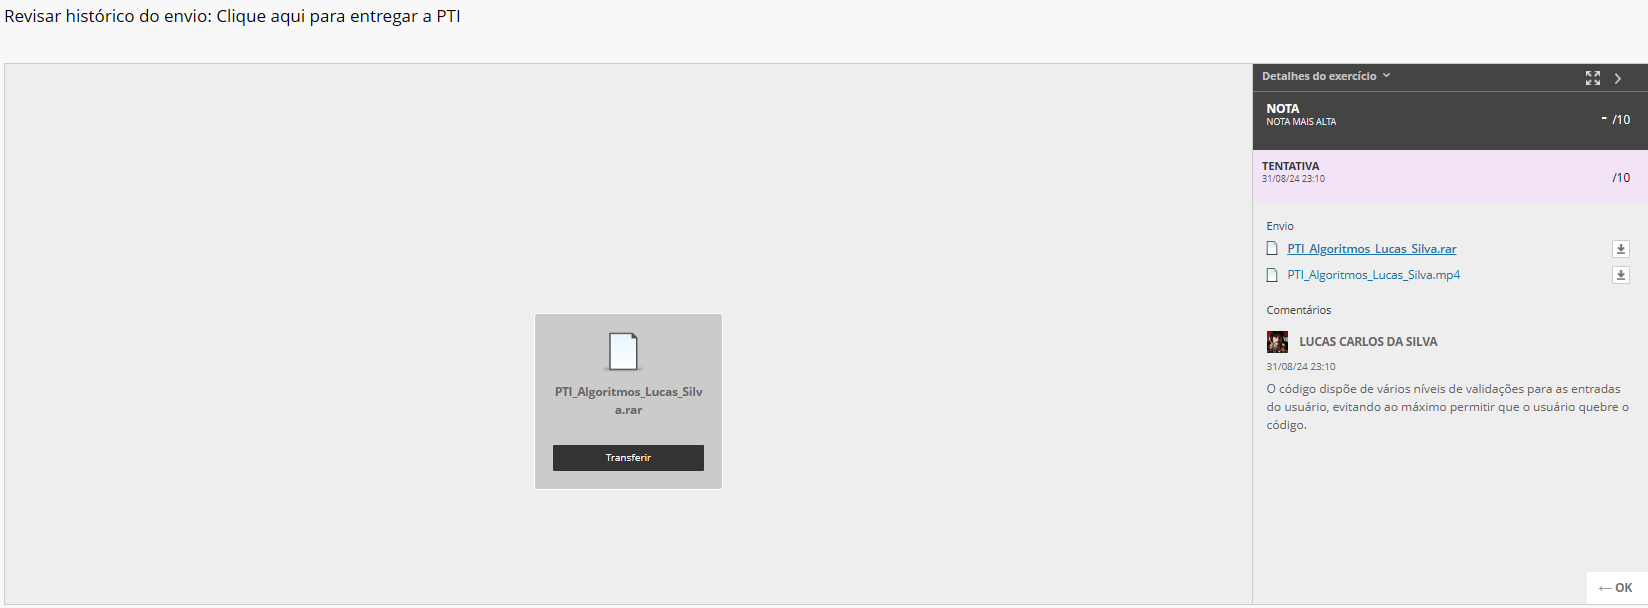 Revisar histórico do envio: Clique aqui para entregar a PTI
Detalhes do exercício
NOTA
NOTA MAIS ALTA
- /10
TENTATIVA
31/08/24 23:10
/10
Envio
PTI_Algoritmos_Lucas_Silva.rar
PTI_Algoritmos_Lucas_Silva.mp4
Comentários
LUCAS CARLOS DA SILVA
31/08/24 23:10
O código dispõe de vários níveis de validações para as entradas
do usuário, evitando ao máximo permitir que o usuário quebre o
código.
PTI_Algoritmos_Lucas_Silv
a.rar
Transferir
OK